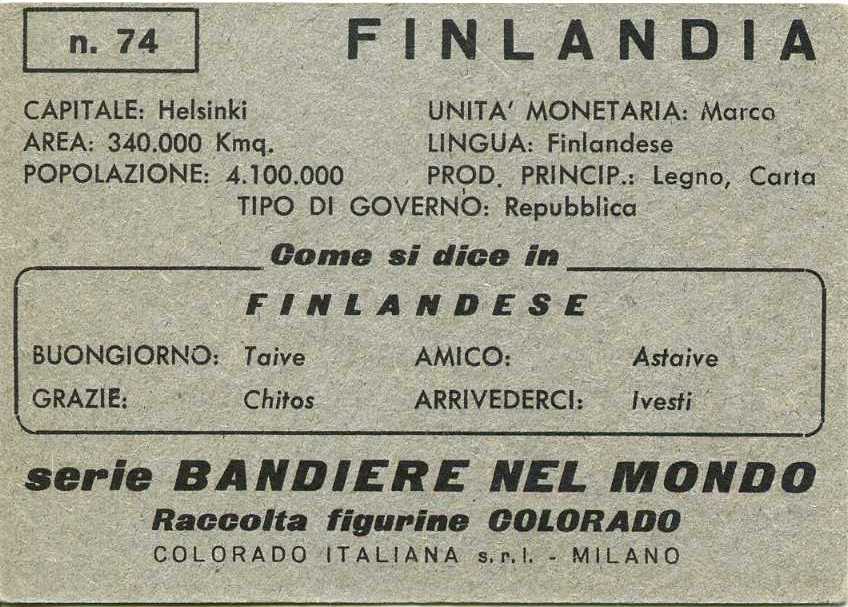 n. 74
FINLANDIA
CAPITALE: Helsinki
UNITA' MONETARIA: Marco
AREA: 340.000 Kmq.
LINGUA: Finlandese
POPOLAZIONE: 4.100.000
PROD. PRINCIP.: Legno, Carta
TIPO DI GOVERNO: Repubblica
Come si dice in
FINLANDESE
BUONGIORNO: Taive
AMICO: Astaive
GRAZIE: Chitos
ARRIVEDERCI: Ivesti
serie BANDIERE NEL MONDO
Raccolta figurine COLORADO
COLORADO ITALIANA s.r.l. - MILANO